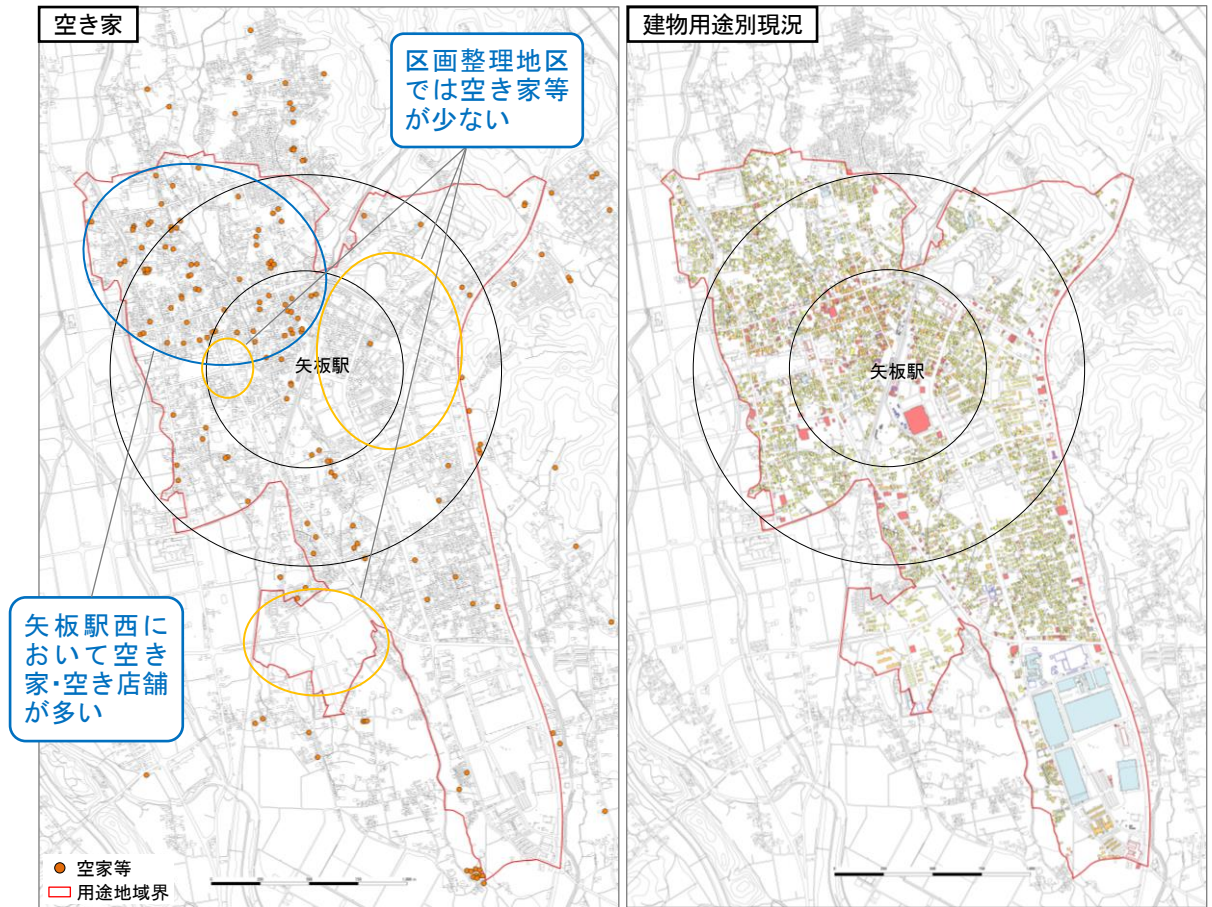 空き家
建物用途別現況
区画整理地区
では空き家等
が少ない
矢板駅
矢板駅
矢板駅西に
おいて空き
家・空き店舗
が多い
空家等
用途地域界